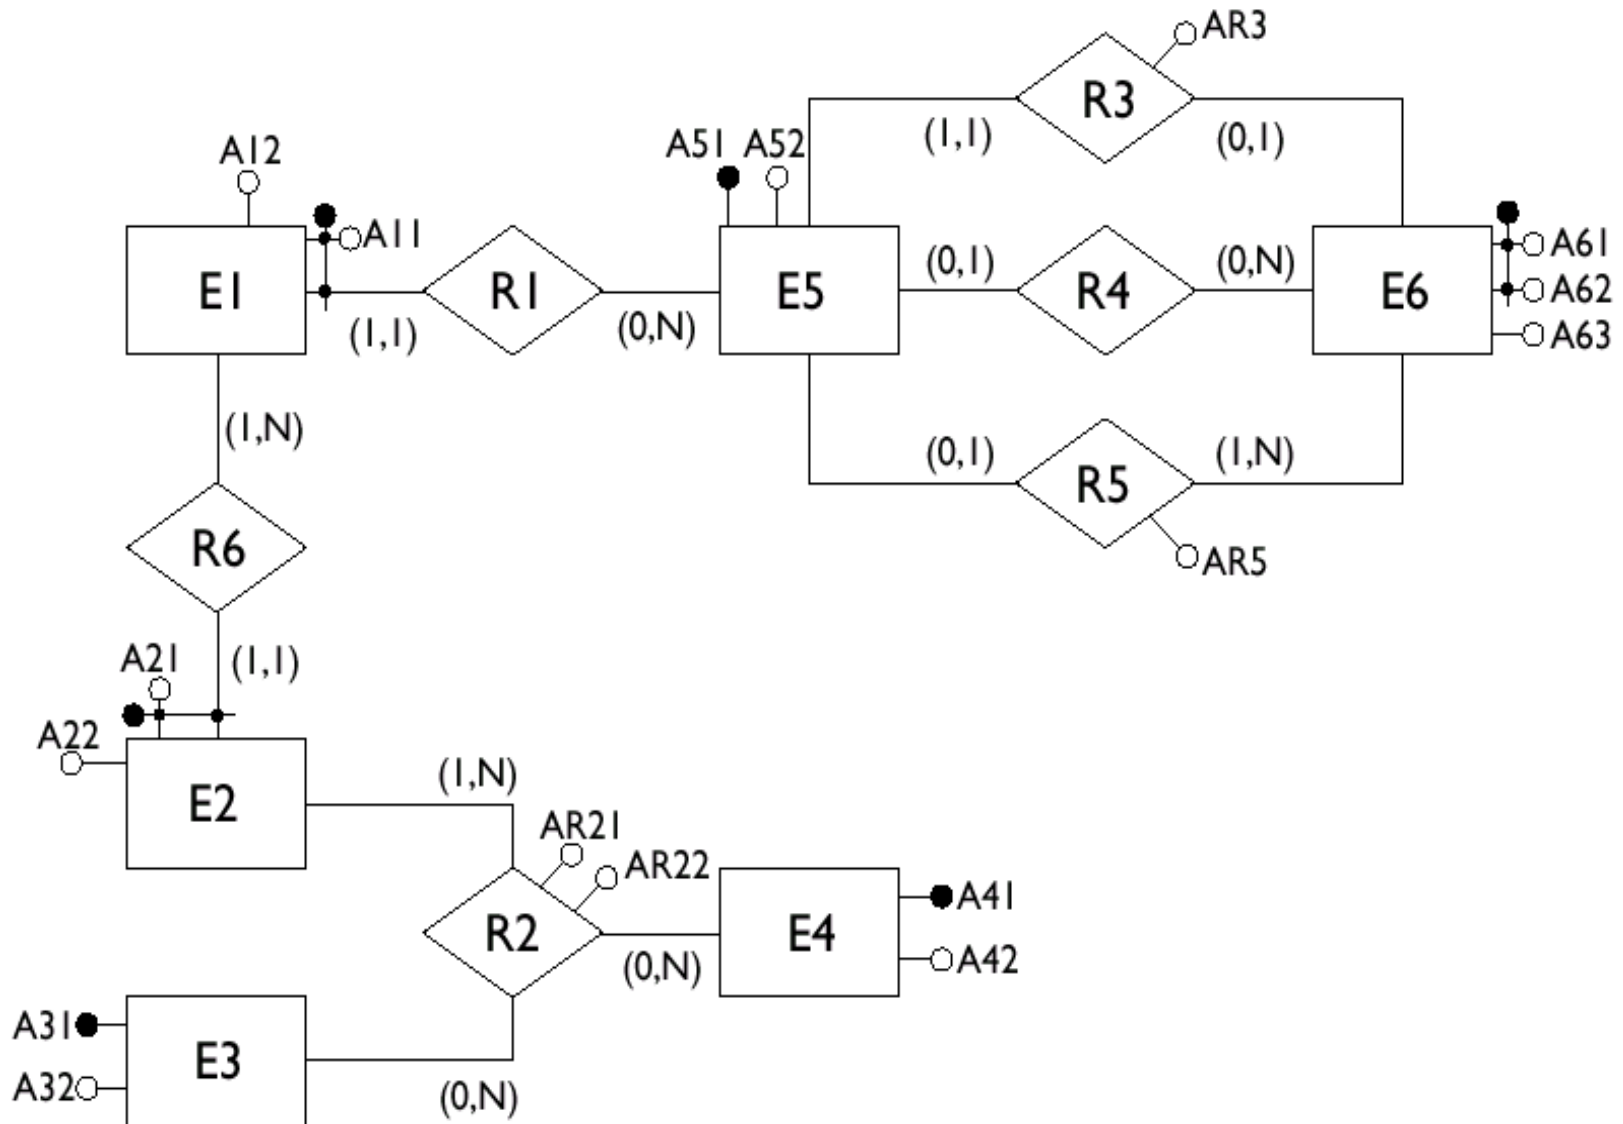 AR3
R3
(1,1)
(0,1)
A12
A51
A52
A11
E1
R1
E5
(0,1)
R4
(0,N)
E6
A61
A62
A63
(1,1)
(0,N)
(1,N)
(0,1)
R5
(1,N)
AR5
R6
A21
(1,1)
A22
E2
(1,N)
AR21
AR22
R2
E4
A41
(0,N)
A42
A31
E3
A32
(0,N)